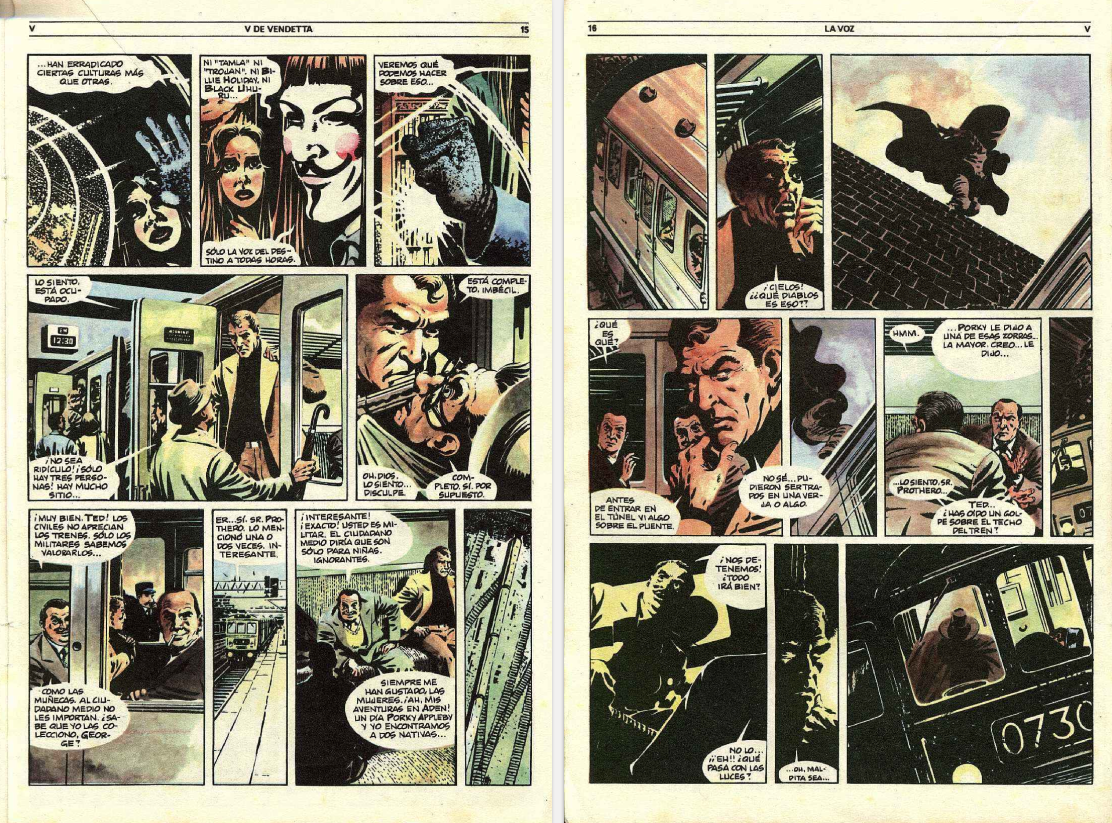 V
V DE VENDETTA
15
...HAN ERRADICADO
CIERTAS CULTURAS MÁS
QUE OTRAS.
NI "TAMLA" NI
"TROJAN". NI BI-
LLIE HOLIDAY, NI
BLACK UHU-
RU...
SÓLO LA VOZ DEL DES-
TINO A TODAS HORAS.
VEREMOS QUÉ
PODEMOS HACER
SOBRE ESO...
LO SIENTO.
ESTÁ OCU-
PADO.
12:30
¡NO SEA
RIDÍCULO! ¡SÓLO
HAY TRES PERSO-
NAS! HAY MUCHO
SITIO...
ESTÁ COMPLE-
TO, IMBÉCIL.
OH, DIOS.
LO SIENTO...
DISCULPE.
COM-
PLETO. SÍ. POR
SUPUESTO.
¡MUY BIEN, TED! LOS
CIVILES NO APRECIAN
LOS TRENES. SÓLO LOS
MILITARES SABEMOS
VALORARLOS...
COMO LAS
MUÑECAS. AL CIU-
DADANO MEDIO NO
LES IMPORTAN. ¿SA-
BE QUE YO LAS CO-
LECCIONO, GEOR-
GE?
ER...SÍ. SR. PRO-
THERO. LO MEN-
CIONÓ UNA O
DOS VECES. IN-
TERESANTE.
¡INTERESANTE!
¡EXACTO! USTED ES MI-
LITAR. EL CIUDADANO
MEDIO DIRÍA QUE SON
SÓLO PARA NIÑAS.
IGNORANTES.
SIEMPRE ME
HAN GUSTADO, LAS
MUJERES. ¡AH, MIS
AVENTURAS EN ADEN!
UN DÍA PORKY APPLEBY
Y YO ENCONTRAMOS
A DOS NATIVAS...
16
LA VOZ
V
¡CIELOS!
¿¡QUÉ DIABLOS
ES ESO!?
¿QUÉ
ES
QUÉ?
ANTES
DE ENTRAR EN
EL TÚNEL VI ALGO
SOBRE EL PUENTE.
NO SÉ...PU-
DIERON SER TRA-
POS EN UNA VER-
JA O ALGO.
HMM.
...PORKY LE DIJO A
UNA DE ESAS ZORRAS..
LA MAYOR. CREO...LE
DIJO...
...LO SIENTO, SR.
PROTHERO...
TED...
¿HAS OÍDO UN GOL-
PE SOBRE EL TECHO
DEL TREN?
¡NOS DE-
TENEMOS!
¿TODO
IRÁ BIEN?
NO LO...
¡¡EH!! ¿QUÉ
PASA CON LAS
LUCES?
...OH, MAL-
DITA SEA...
0730